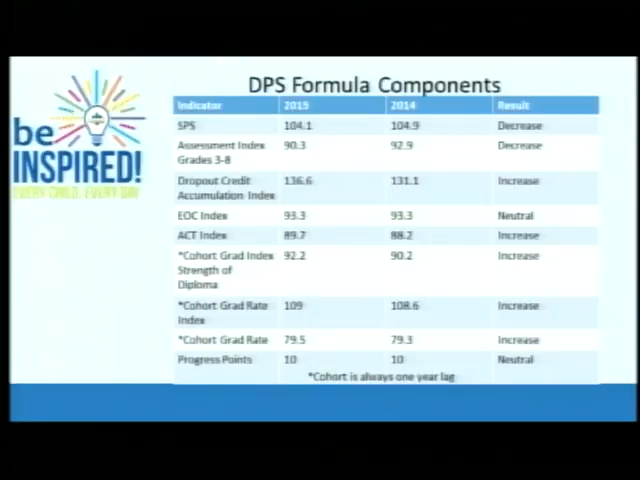 DPS Formula Components
be
INSPIRED!
EVERY CHILD, EVERY DAY
Indicator 2015 2014 Result
SPS 104.1 104.9 Decrease
Assessment Index 90.3 92.9 Decrease
Grades 3-8
Dropout Credit 136.6 131.1 Increase
Accumulation Index
EOC Index 93.3 93.3 Neutral
ACT Index 89.7 88.2 Increase
*Cohort Grad Index 92.2 90.2 Increase
Strength of
Diploma
*Cohort Grad Rate 109 108.6 Increase
Index
*Cohort Grad Rate 79.5 79.3 Increase
Progress Points 10 10 Neutral
*Cohort is always one year lag